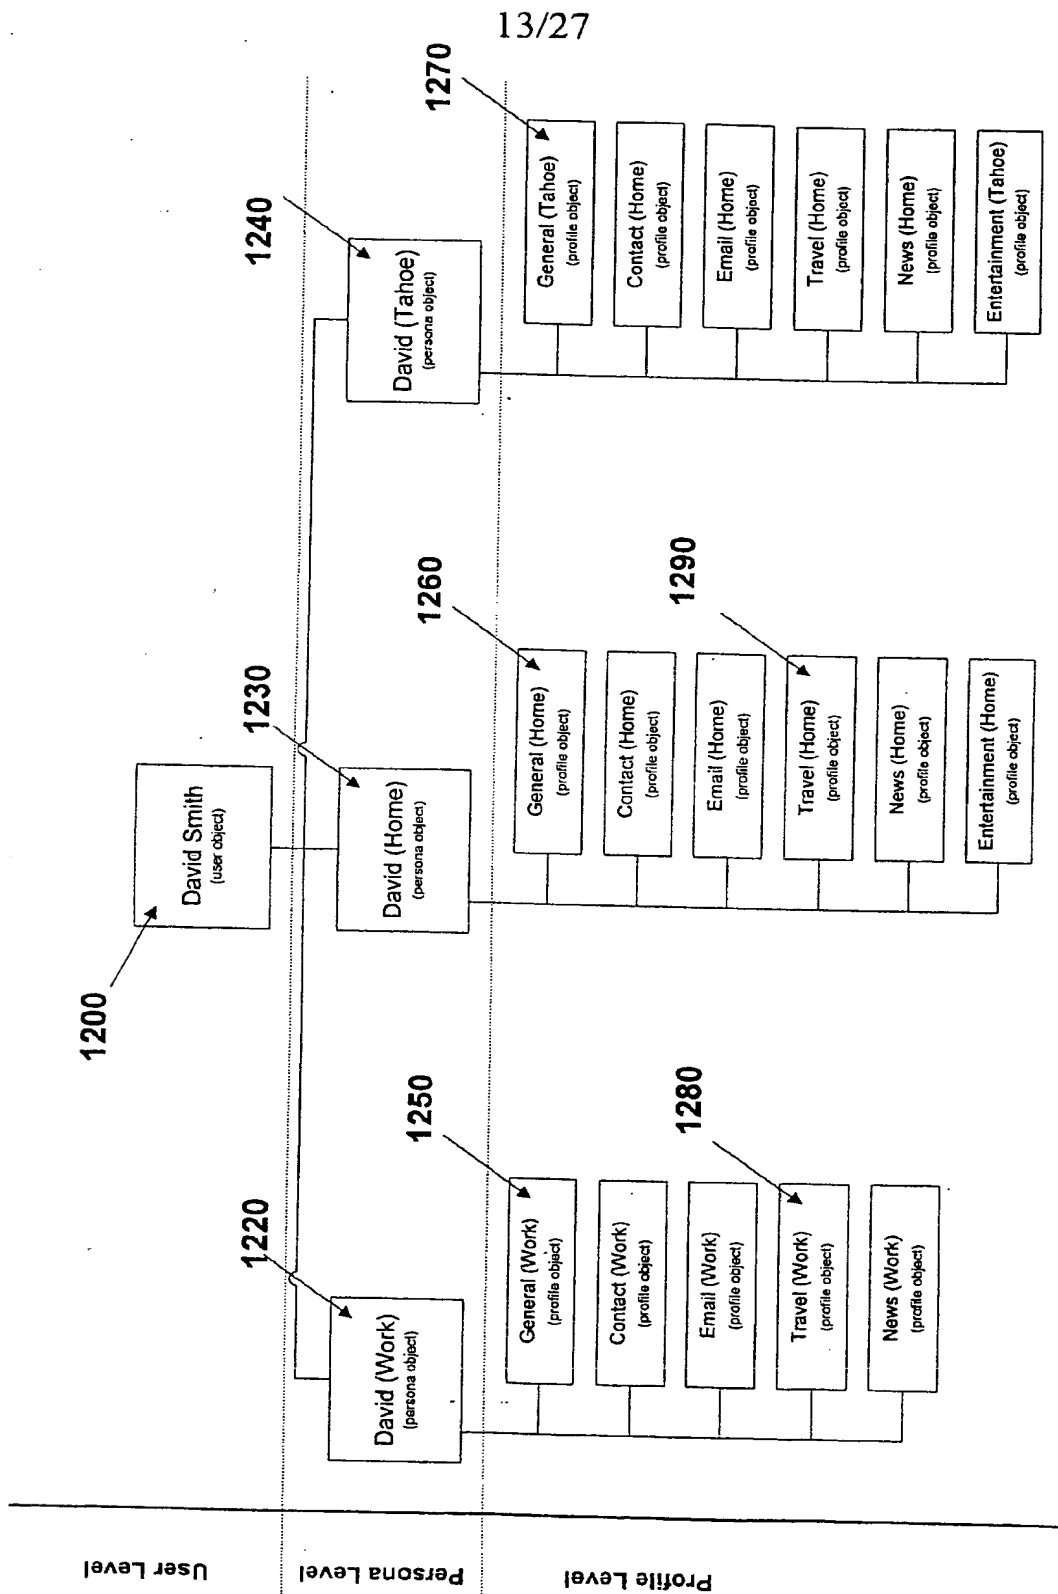 13/27
User Level
Persona Level
Profile Level
1200
David Smith
(user object)
1220
David (Work)
(persona object)
1230
David (Home)
(persona object)
1240
David (Tahoe)
(persona object)
1250
General (Work)
(profile object)
Contact (Work)
(profile object)
Email (Work)
(profile object)
1280
Travel (Work)
(profile object)
News (Work)
(profile object)
1260
General (Home)
(profile object)
Contact (Home)
(profile object)
Email (Home)
(profile object)
1290
Travel (Home)
(profile object)
News (Home)
(profile object)
Entertainment (Home)
(profile object)
1270
General (Tahoe)
(profile object)
Contact (Home)
(profile object)
Email (Home)
(profile object)
Travel (Home)
(profile object)
News (Home)
(profile object)
Entertainment (Tahoe)
(profile object)